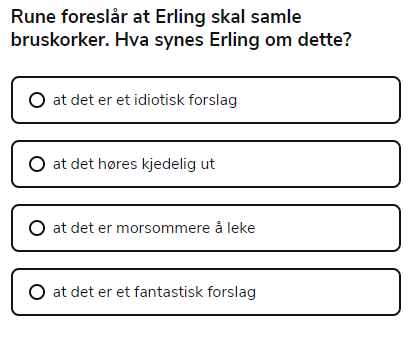 Rune foreslår at Erling skal samle
bruskorker. Hva synes Erling om dette?
at det er et idiotisk forslag
at det høres kjedelig ut
at det er morsommere å leke
at det er et fantastisk forslag